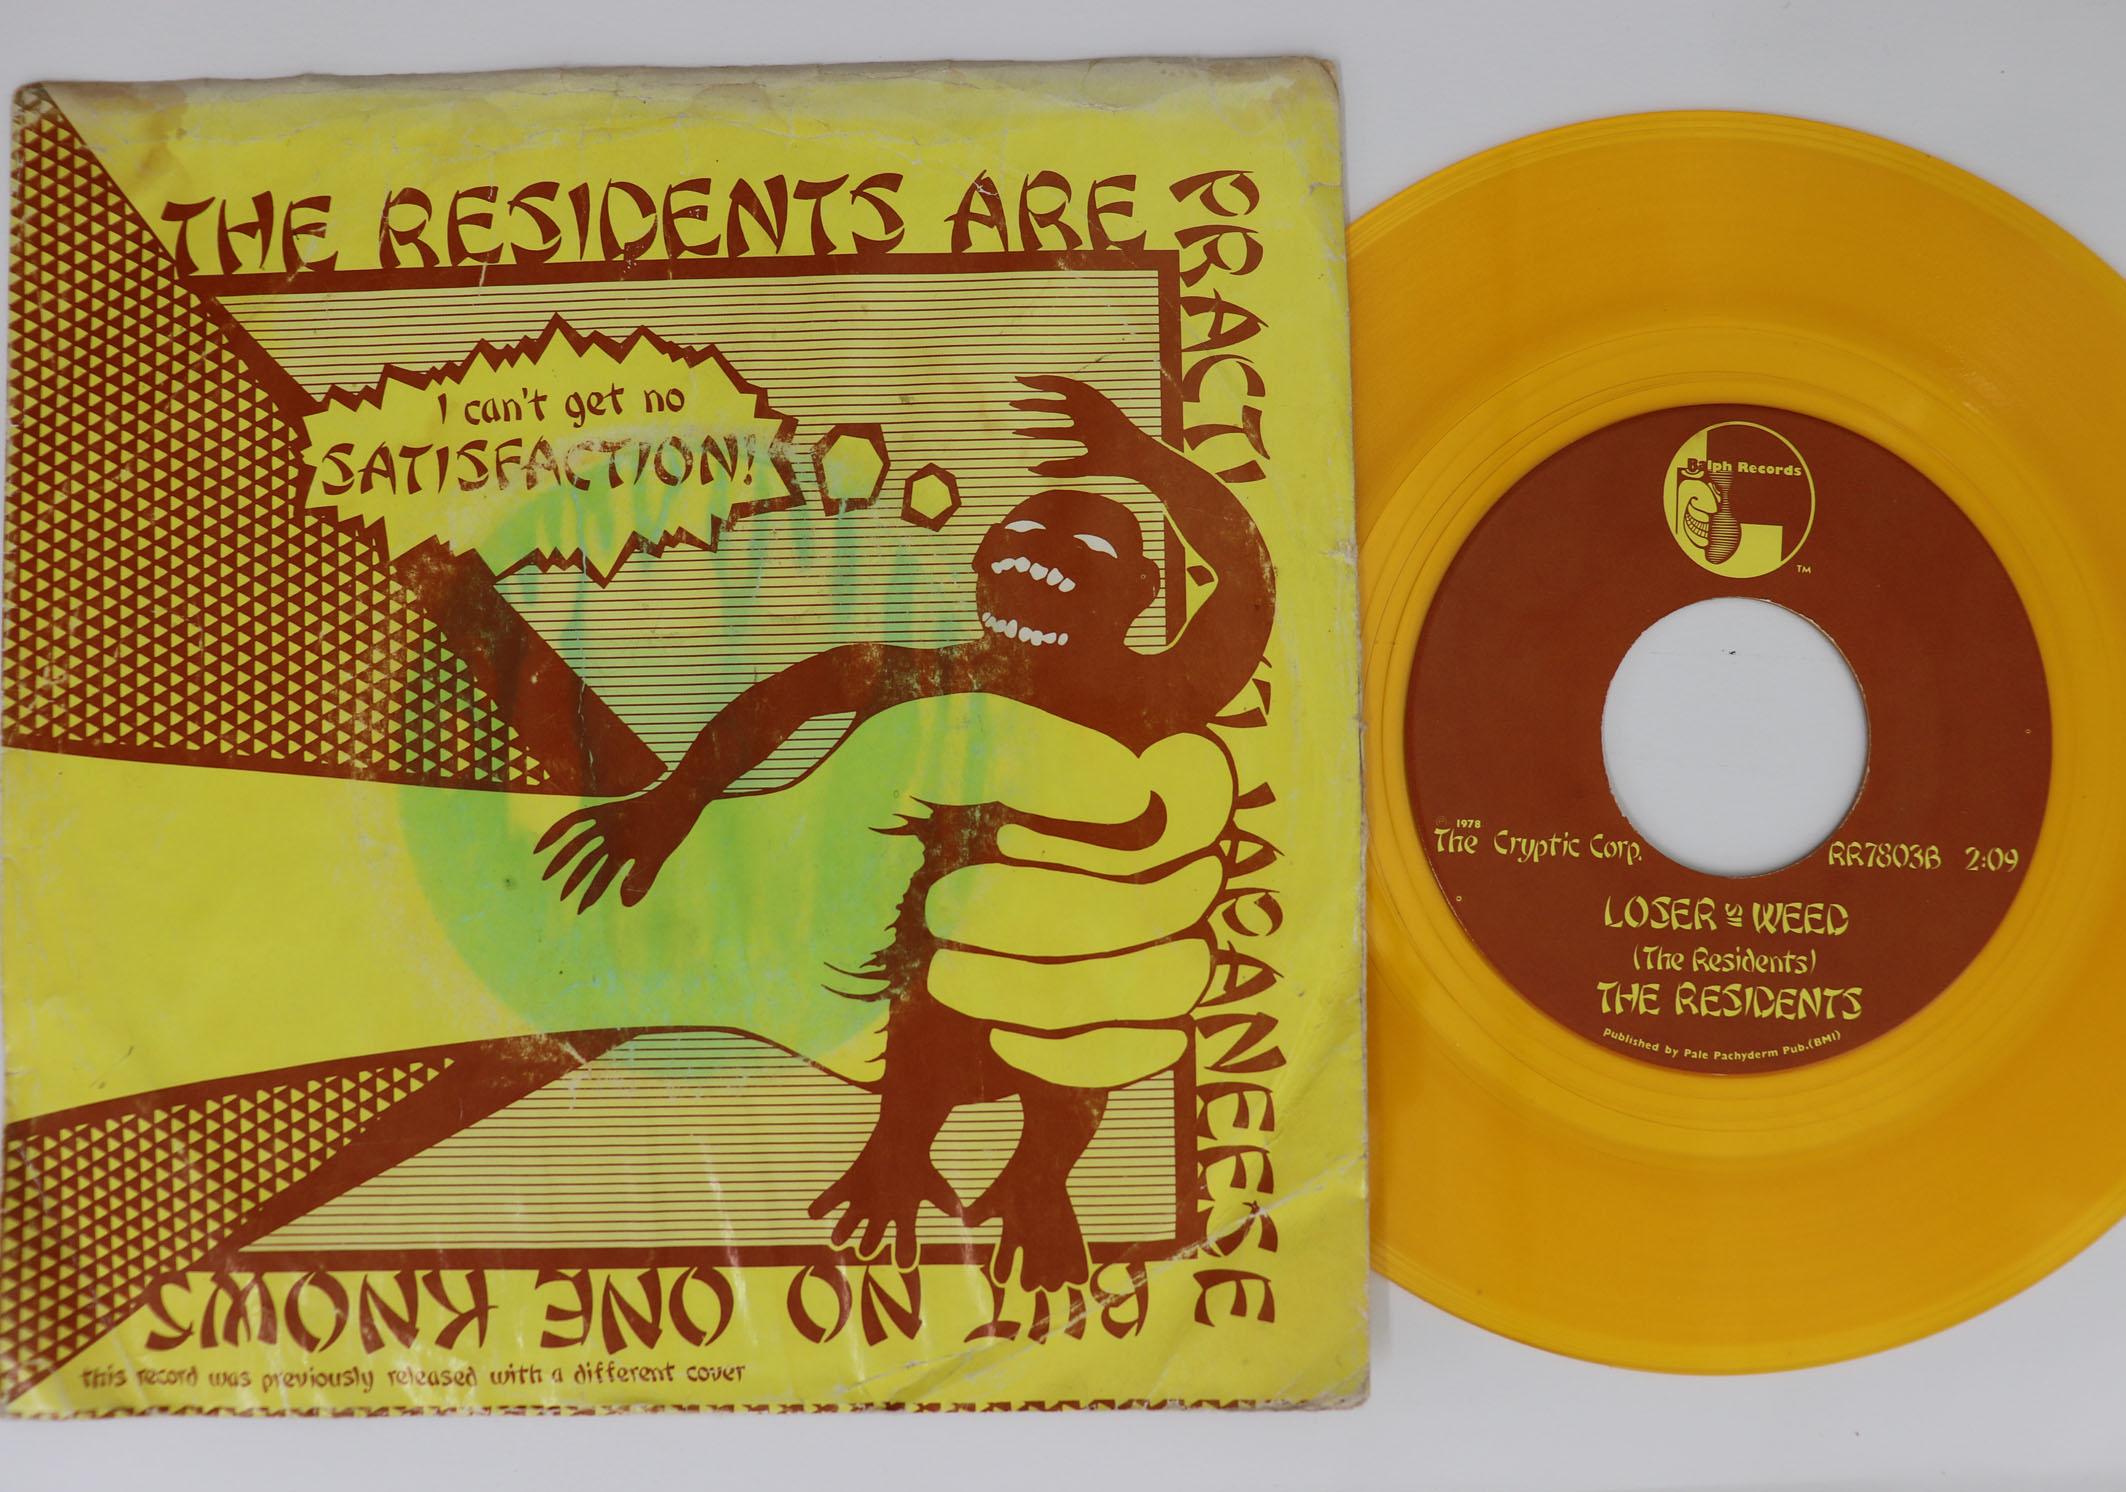 THE RESIDENTS ARE
PRACTI
JAPANEESE
BUT NO ONE KNOWS
I can't get no
SATISFACTION!
this record was previously released with a different cover
Ralph Records
TM
℗ 1978
The Cryptic Corp.
RR7803B 2:09
LOSER ≅ WEED
(The Residents)
THE RESIDENTS
Published by Pale Pachyderm Pub.(BMI)